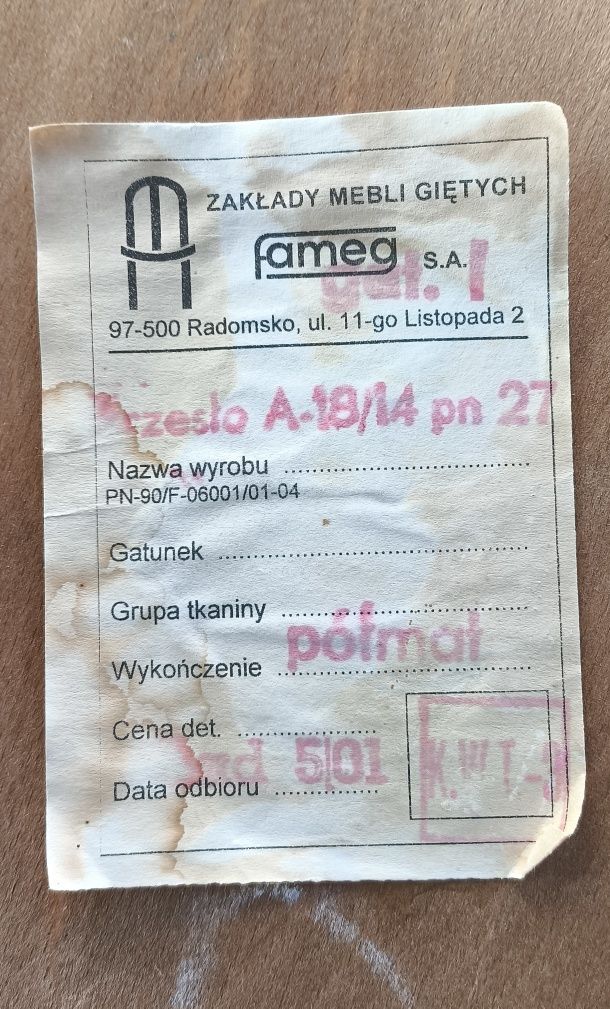 ZAKŁADY MEBLI GIĘTYCH
fameg S.A.
gat. I
97-500 Radomsko, ul. 11-go Listopada 2
Krzesło A-18/14 pn 27
Nazwa wyrobu
PN-90/F-06001/01-04
Gatunek
Grupa tkaniny
półmat
Wykończenie
Cena det.
5/01
Data odbioru